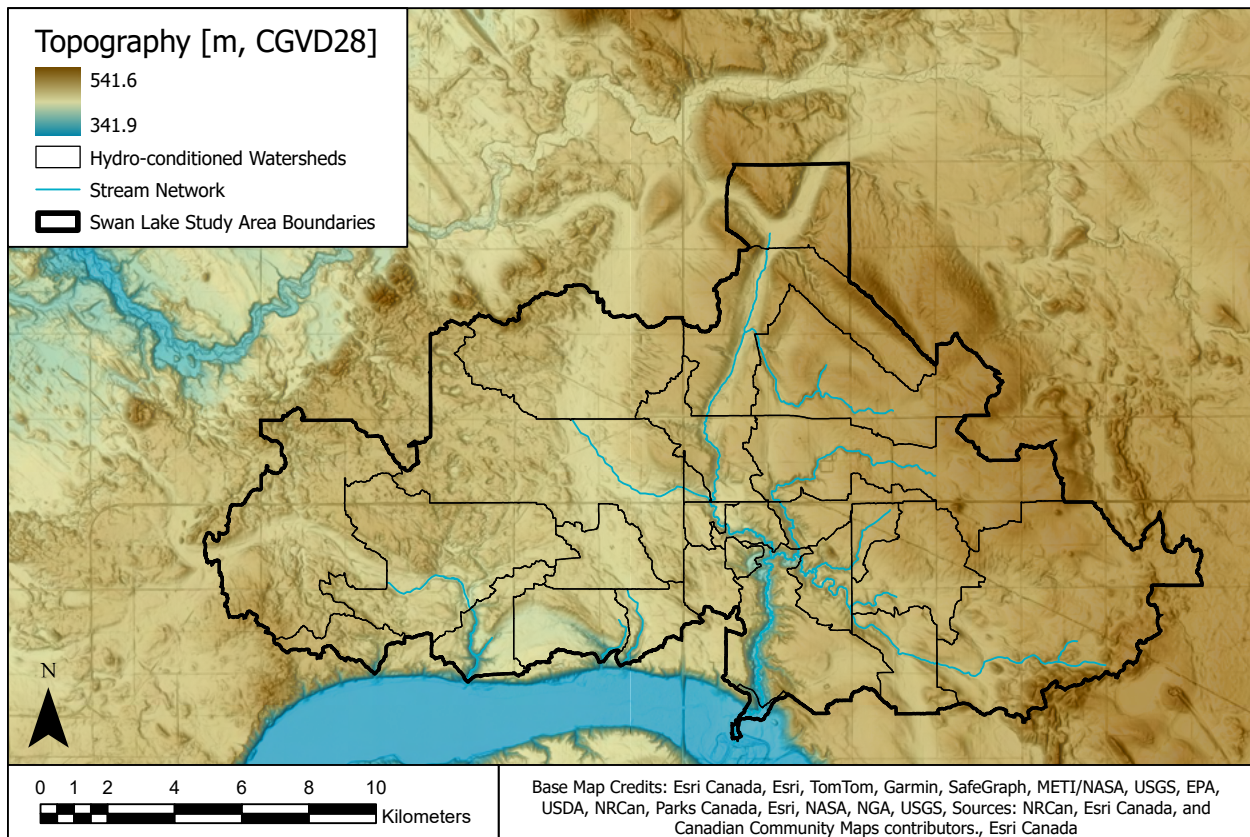 Topography [m, CGVD28]
541.6
341.9
Hydro-conditioned Watersheds
Stream Network
Swan Lake Study Area Boundaries
N
0 1 2 4 6 8 10
Kilometers
Base Map Credits: Esri Canada, Esri, TomTom, Garmin, SafeGraph, METI/NASA, USGS, EPA,
USDA, NRCan, Parks Canada, Esri, NASA, NGA, USGS, Sources: NRCan, Esri Canada, and
Canadian Community Maps contributors., Esri Canada